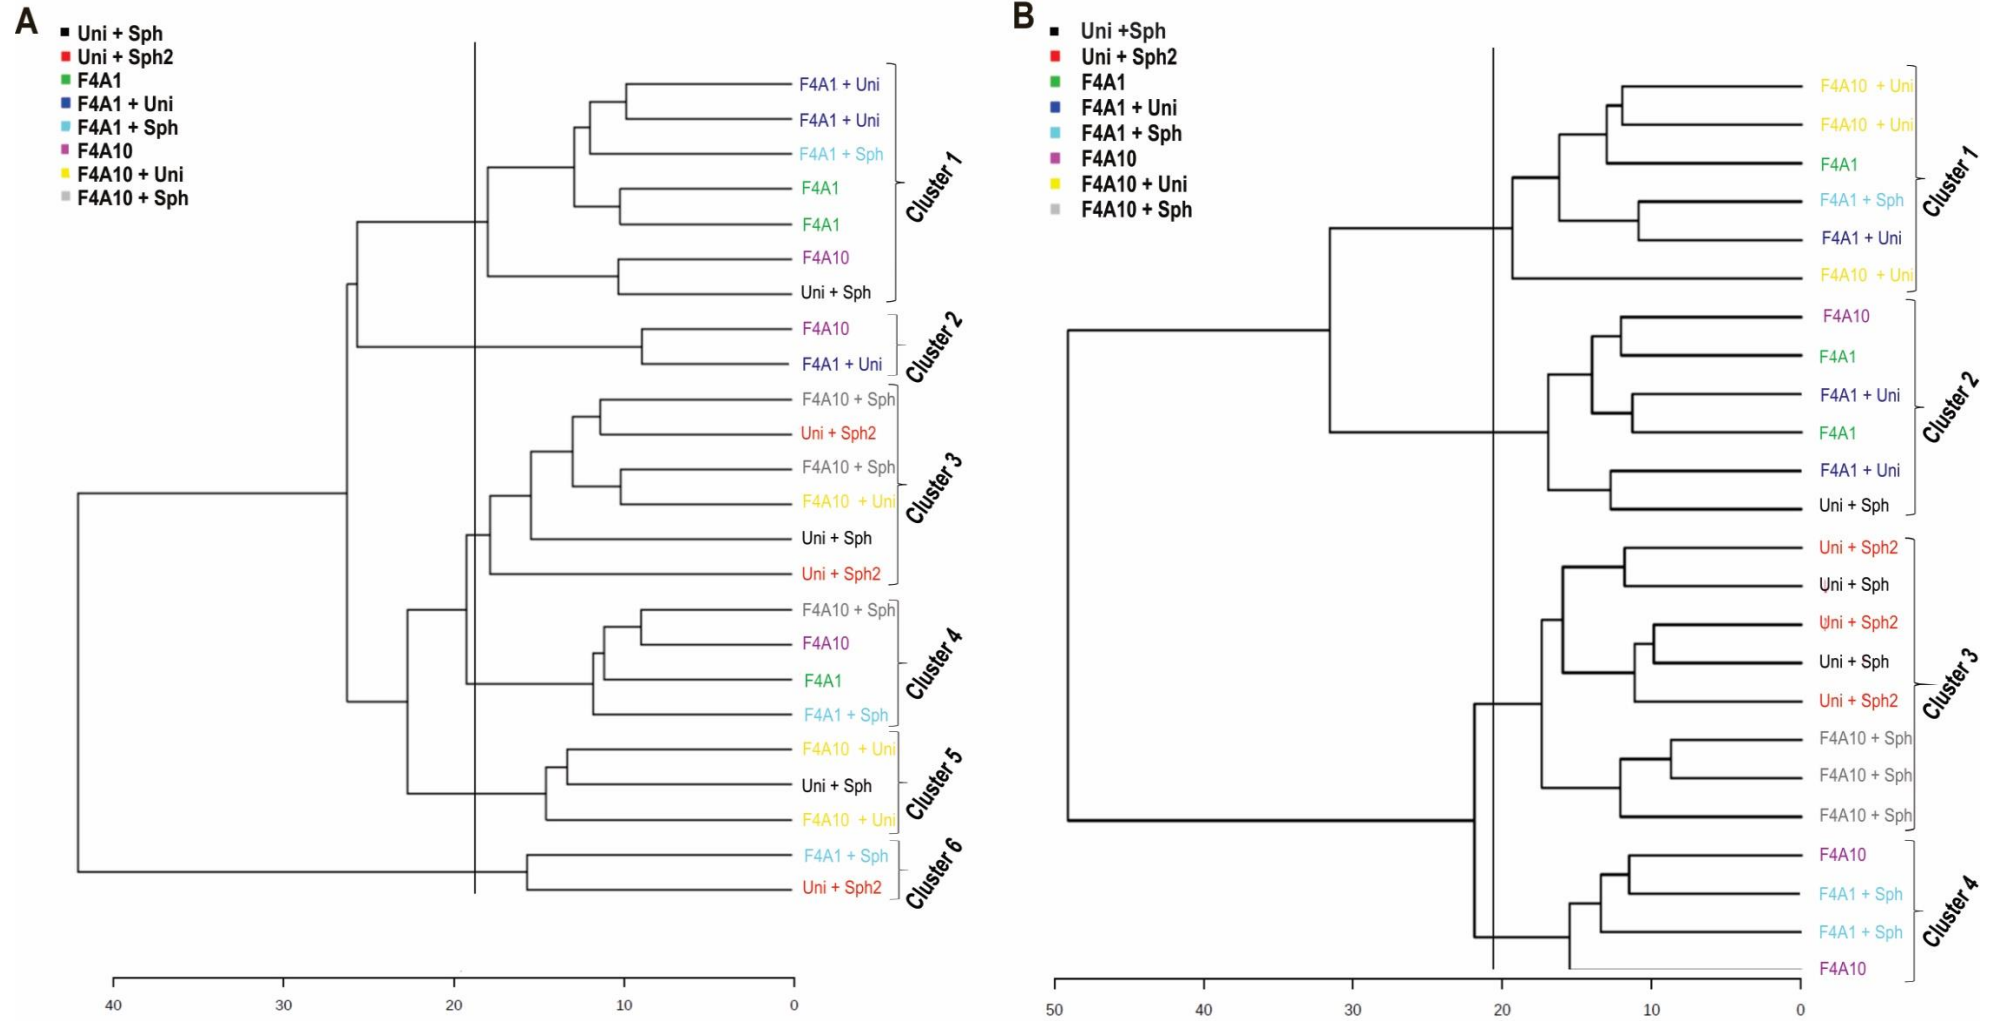 A
Uni + Sph
Uni + Sph2
F4A1
F4A1 + Uni
F4A1 + Sph
F4A10
F4A10 + Uni
F4A10 + Sph
F4A1 + Uni
F4A1 + Uni
F4A1 + Sph
F4A1
F4A1
F4A10
Uni + Sph
Cluster 1
F4A10
F4A1 + Uni
Cluster 2
F4A10 + Sph
Uni + Sph2
F4A10 + Sph
F4A10 + Uni
Uni + Sph
Uni + Sph2
Cluster 3
F4A10 + Sph
F4A10
F4A1
F4A1 + Sph
Cluster 4
F4A10 + Uni
Uni + Sph
F4A10 + Uni
Cluster 5
F4A1 + Sph
Uni + Sph2
Cluster 6
40 30 20 10 0
B
Uni +Sph
Uni + Sph2
F4A1
F4A1 + Uni
F4A1 + Sph
F4A10
F4A10 + Uni
F4A10 + Sph
F4A10 + Uni
F4A10 + Uni
F4A1
F4A1 + Sph
F4A1 + Uni
F4A10 + Uni
Cluster 1
F4A10
F4A1
F4A1 + Uni
F4A1
F4A1 + Uni
Uni + Sph
Cluster 2
Uni + Sph2
Uni + Sph
Uni + Sph2
Uni + Sph
Uni + Sph2
F4A10 + Sph
F4A10 + Sph
F4A10 + Sph
Cluster 3
F4A10
F4A1 + Sph
F4A1 + Sph
F4A10
Cluster 4
50 40 30 20 10 0